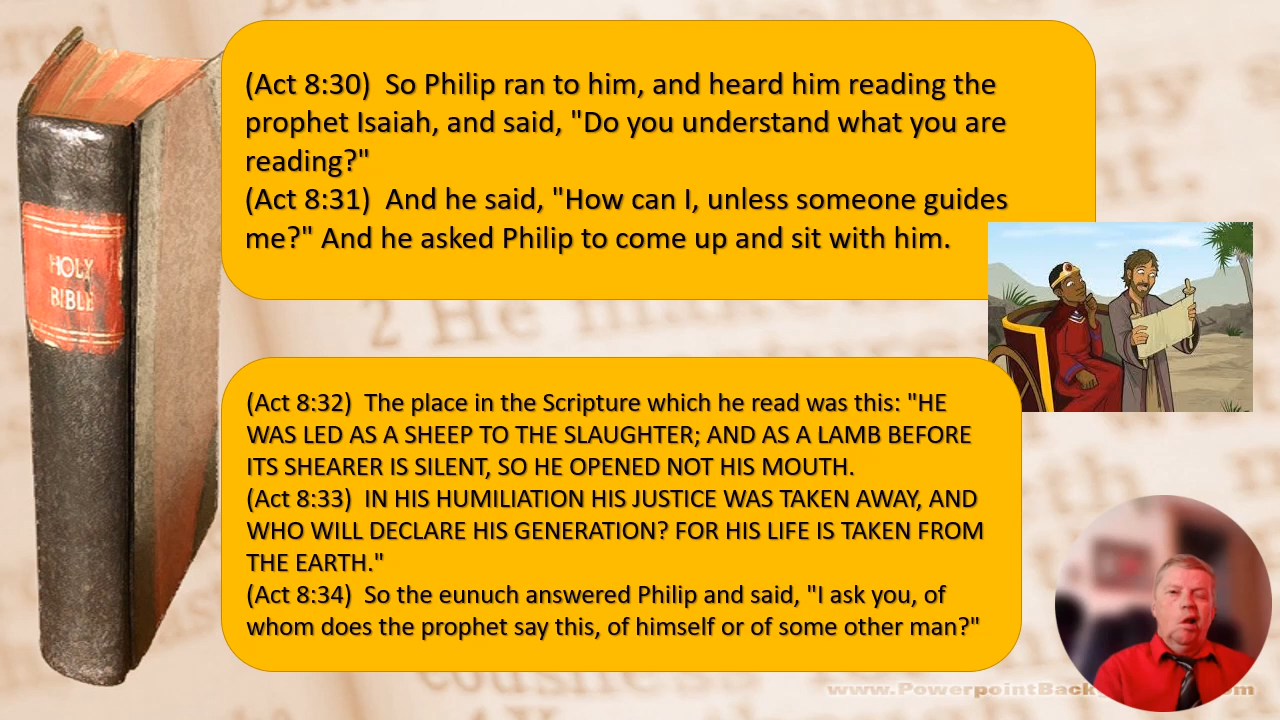 (Act 8:30)  So Philip ran to him, and heard him reading the
prophet Isaiah, and said, "Do you understand what you are
reading?"
(Act 8:31)  And he said, "How can I, unless someone guides
me?" And he asked Philip to come up and sit with him.
HOLY
BIBLE
2 He
(Act 8:32)  The place in the Scripture which he read was this: "HE
WAS LED AS A SHEEP TO THE SLAUGHTER; AND AS A LAMB BEFORE
ITS SHEARER IS SILENT, SO HE OPENED NOT HIS MOUTH.
(Act 8:33)  IN HIS HUMILIATION HIS JUSTICE WAS TAKEN AWAY, AND
WHO WILL DECLARE HIS GENERATION? FOR HIS LIFE IS TAKEN FROM
THE EARTH."
(Act 8:34)  So the eunuch answered Philip and said, "I ask you, of
whom does the prophet say this, of himself or of some other man?"